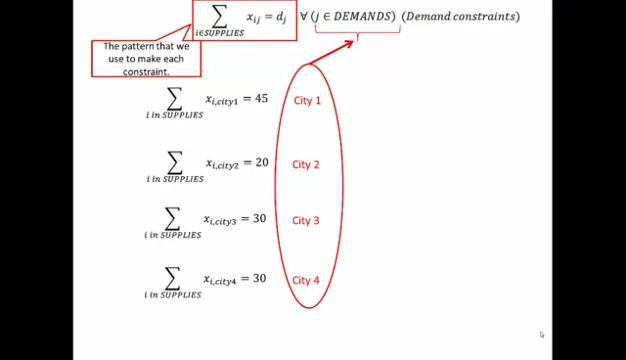 ∑ x_ij = d_j ∀ (j ∈ DEMANDS) (Demand constraints)
i∈SUPPLIES
The pattern that we
use to make each
constraint.
∑ x_i,city1 = 45 City 1
i in SUPPLIES
∑ x_i,city2 = 20 City 2
i in SUPPLIES
∑ x_i,city3 = 30 City 3
i in SUPPLIES
∑ x_i,city4 = 30 City 4
i in SUPPLIES